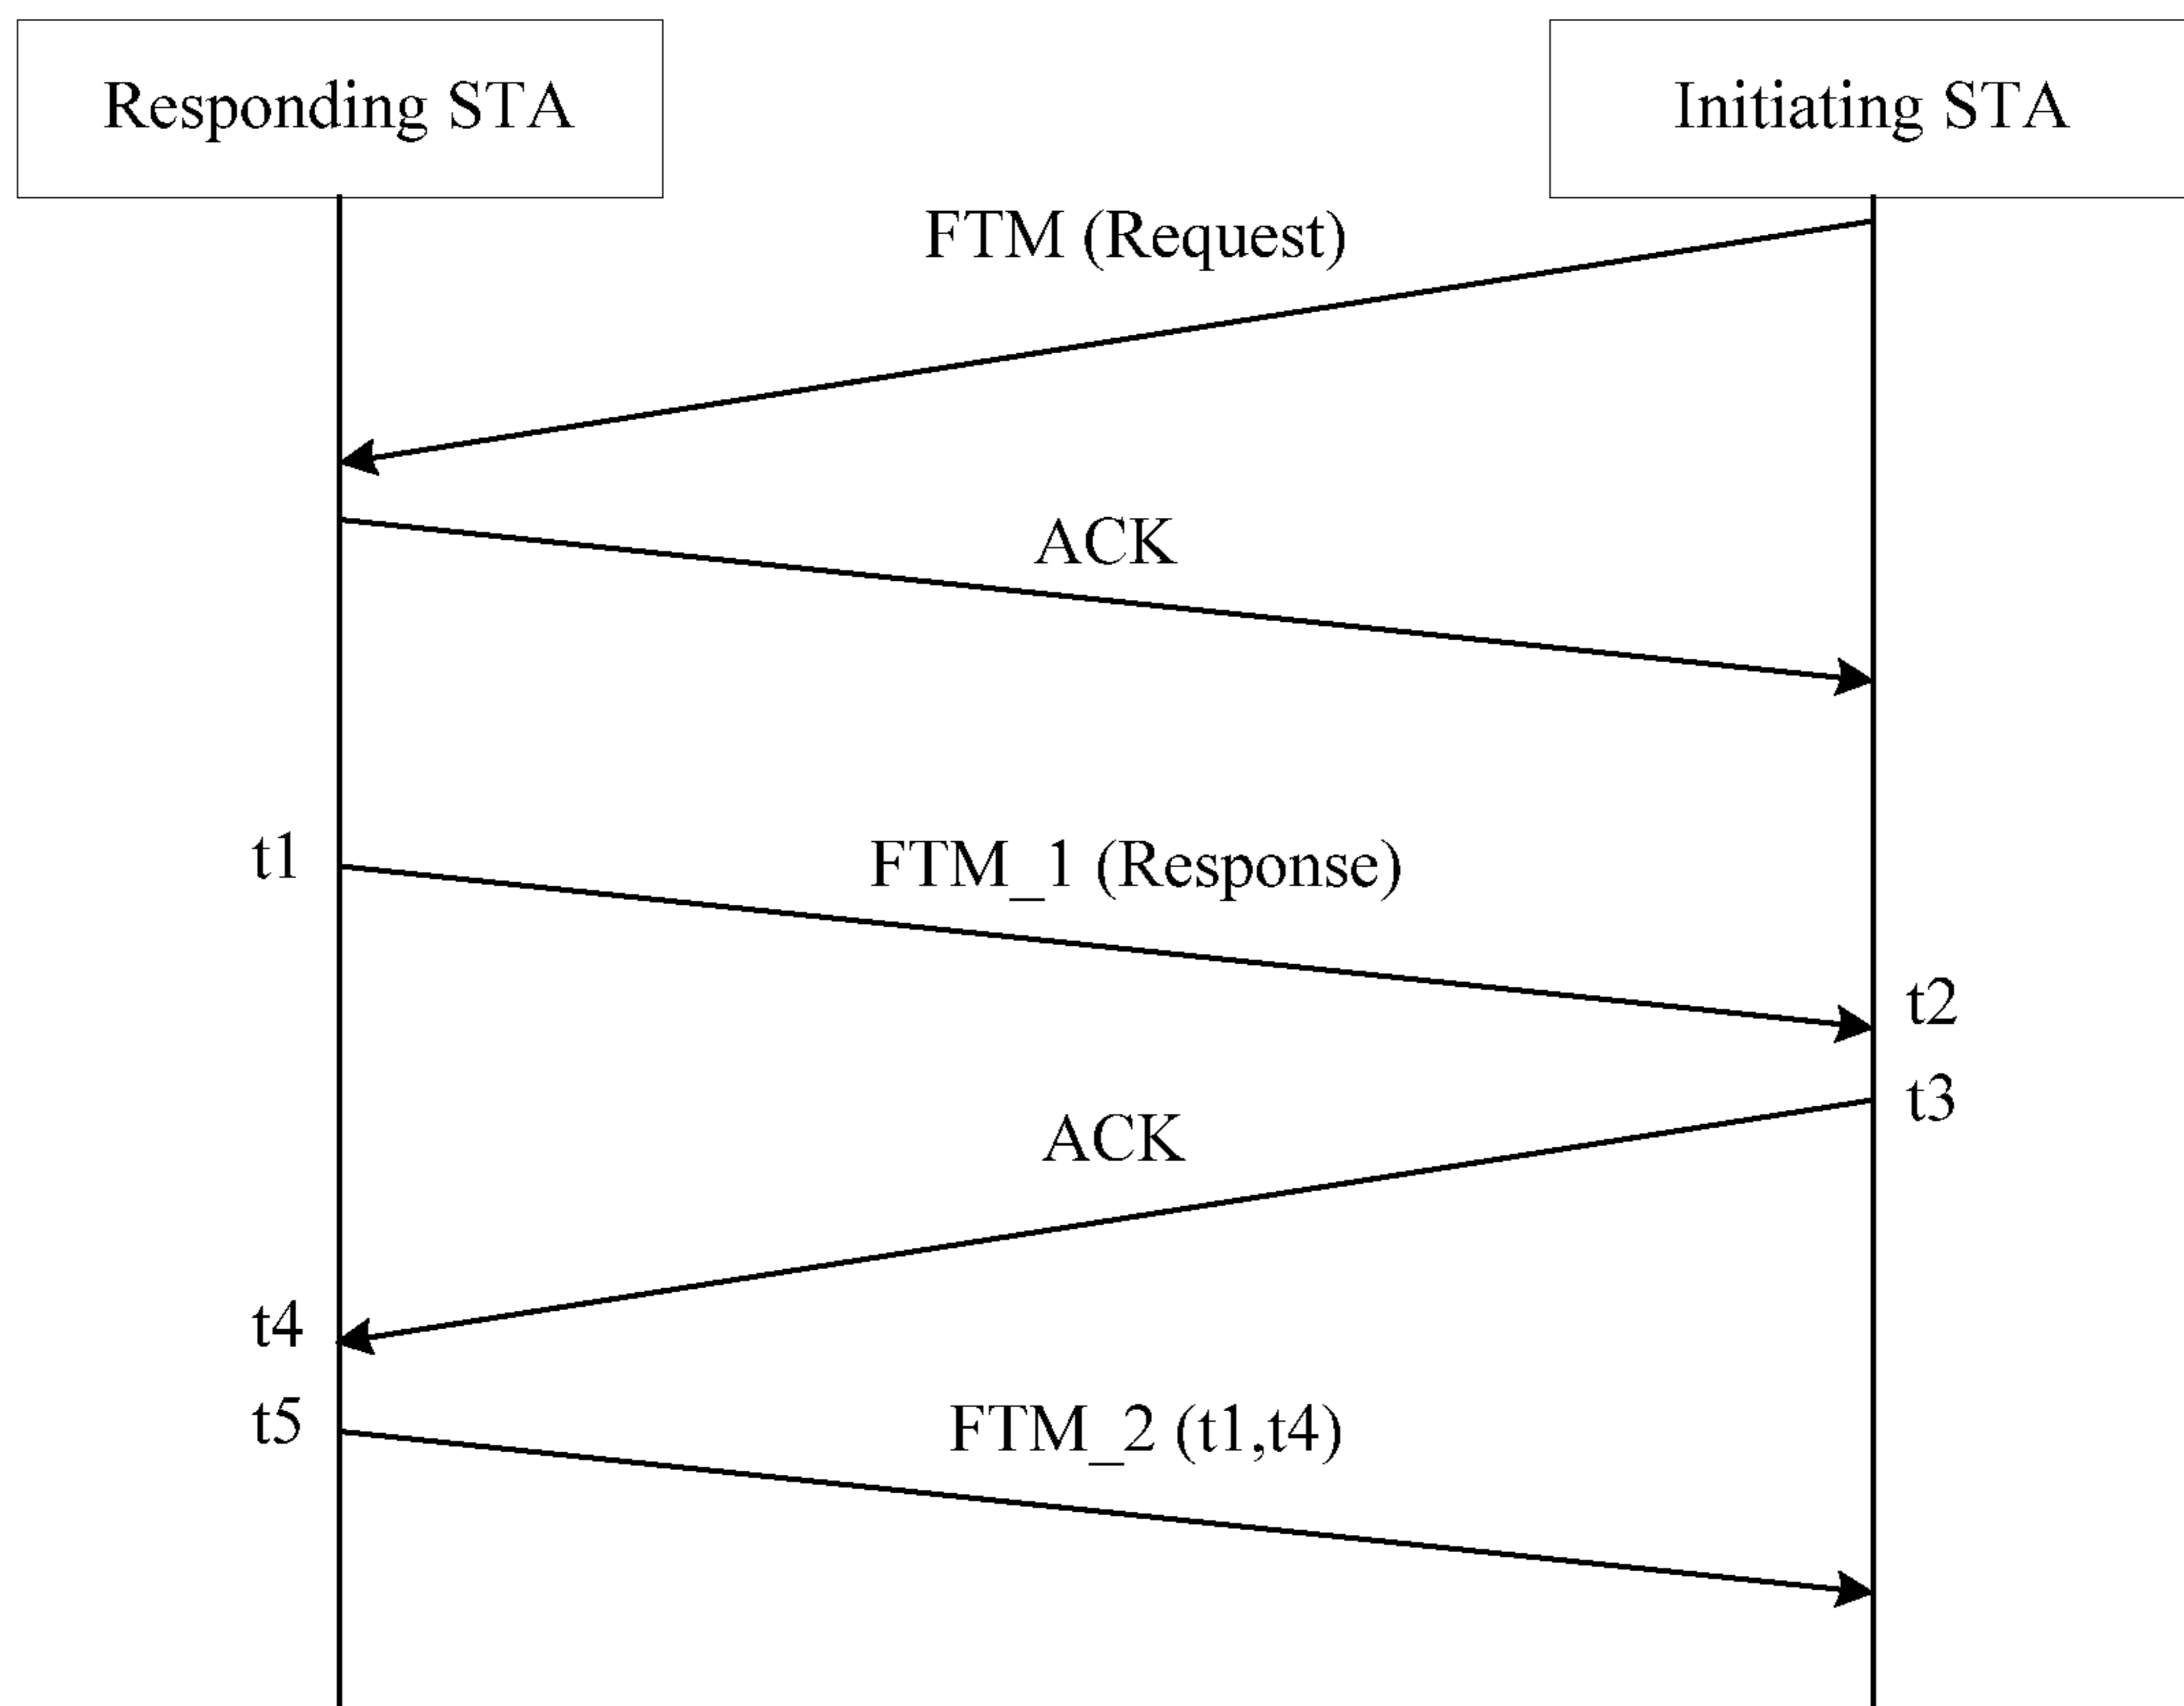 Responding STA
Initiating STA
FTM (Request)
ACK
t1
FTM_1 (Response)
t2
t3
ACK
t4
t5
FTM_2 (t1,t4)